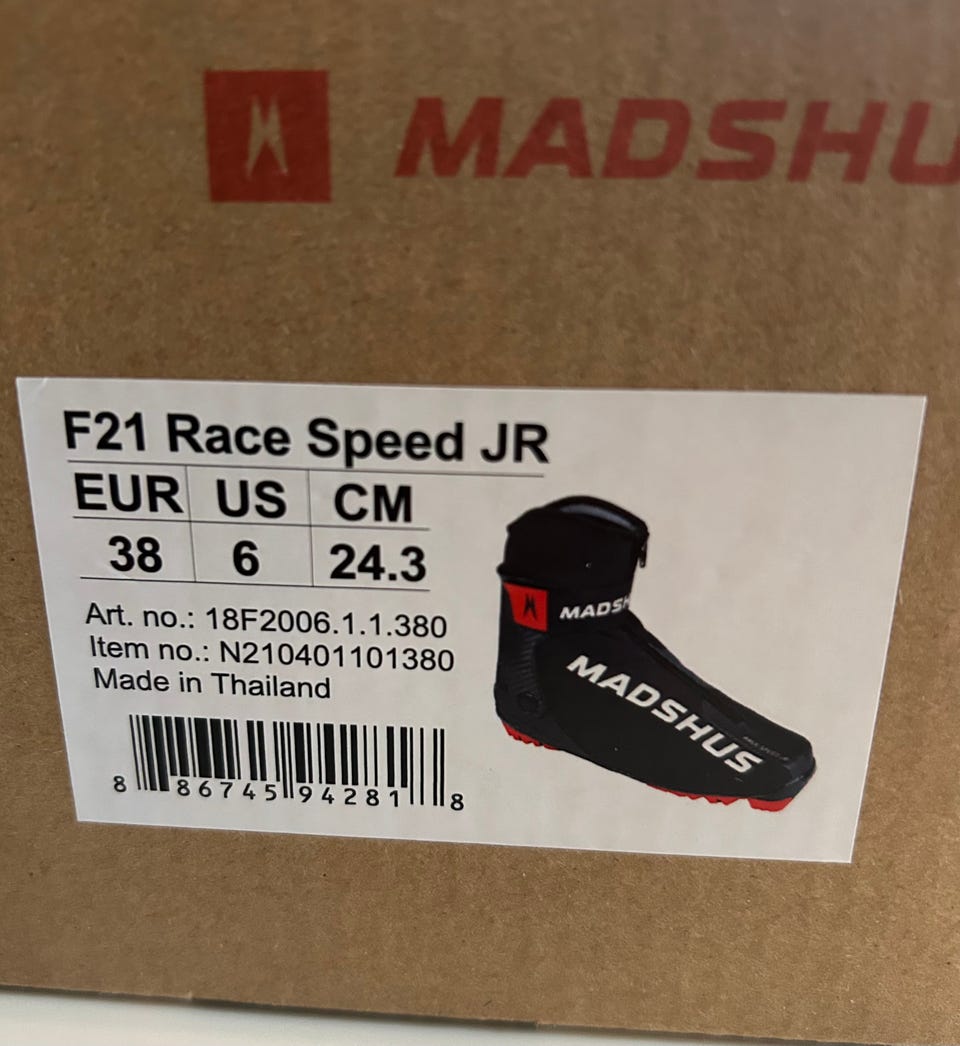 MADSHU
F21 Race Speed JR
EUR US CM
38 6 24.3
Art. no.: 18F2006.1.1.380
Item no.: N210401101380
Made in Thailand
8 86745 94281 8
MADSH
MADSHUS